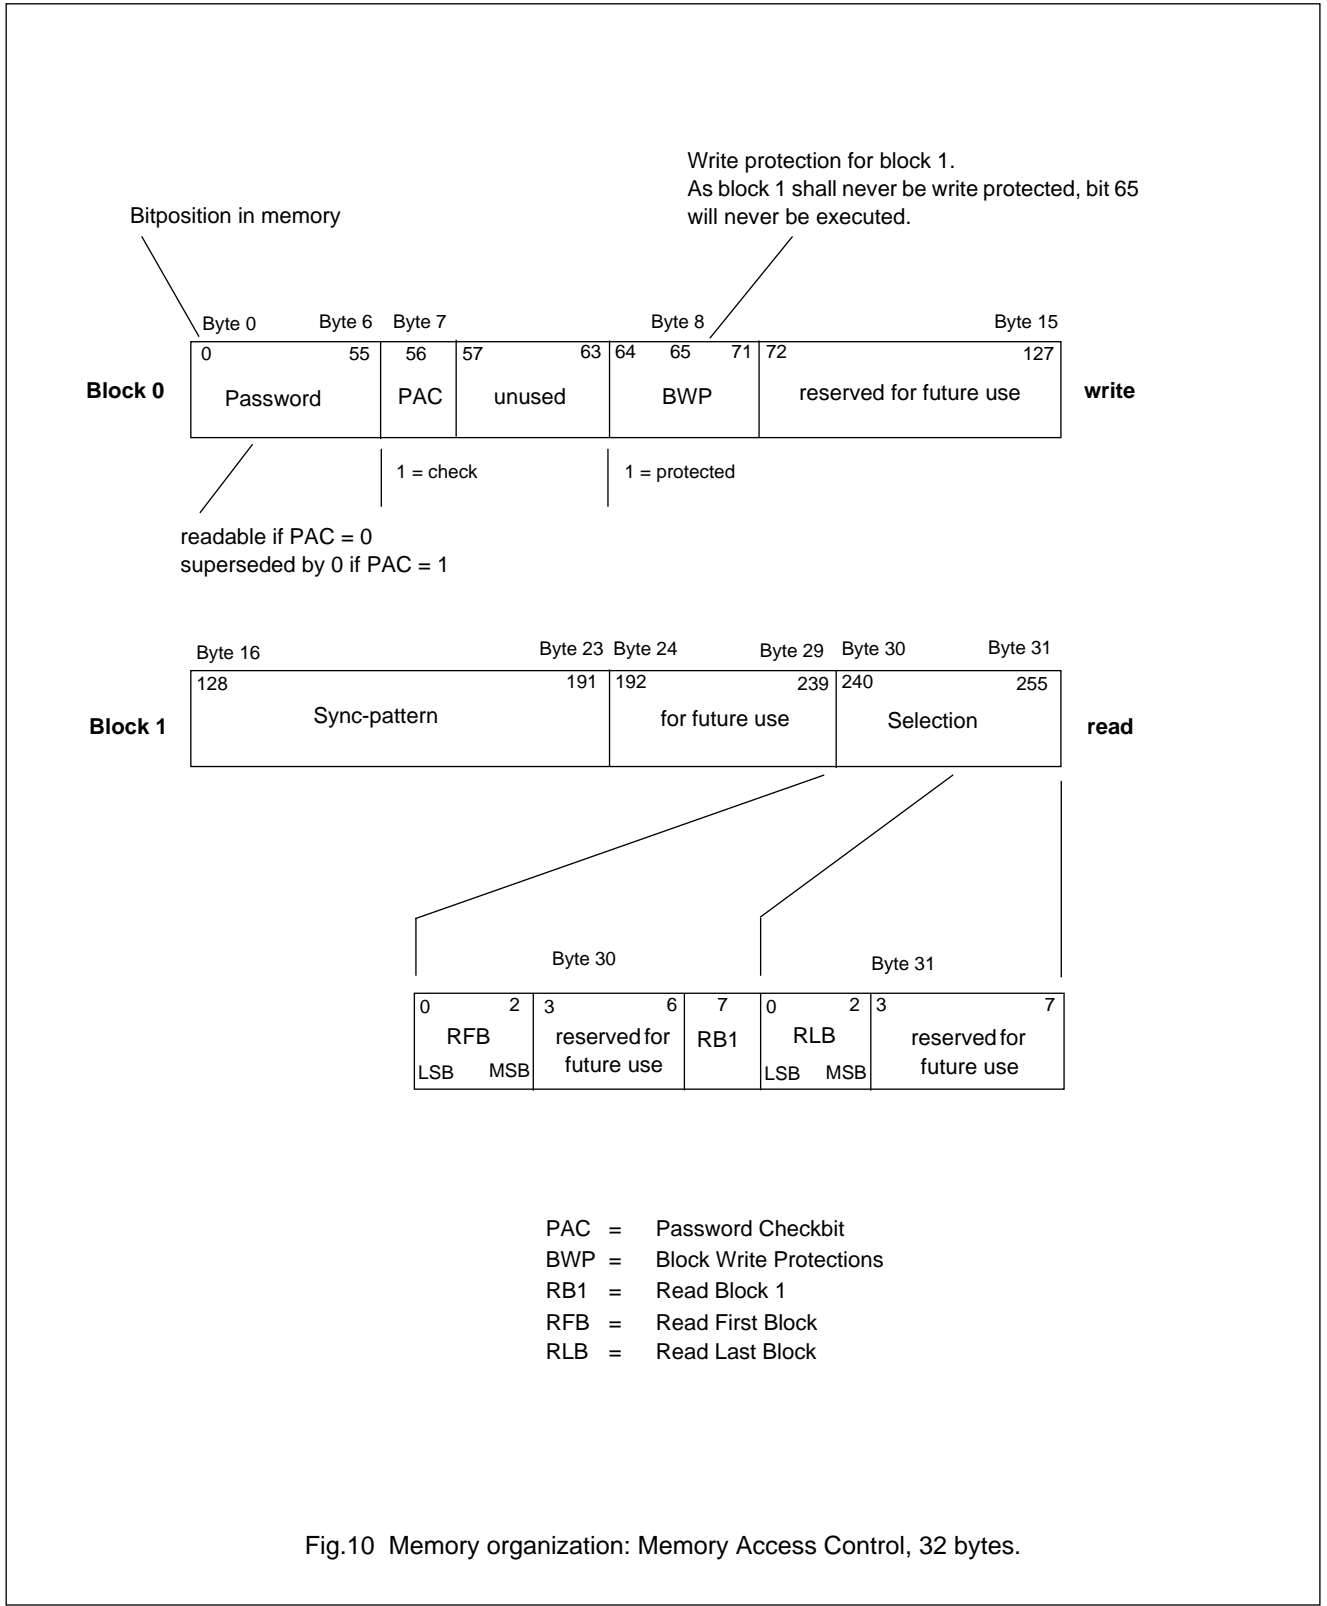 Write protection for block 1.
As block 1 shall never be write protected, bit 65
will never be executed.
Bitposition in memory
Byte 0 Byte 6 Byte 7 Byte 8 Byte 15
0 55 56 57 63 64 65 71 72 127
Block 0 Password PAC unused BWP reserved for future use write
1 = check 1 = protected
readable if PAC = 0
superseded by 0 if PAC = 1
Byte 16 Byte 23 Byte 24 Byte 29 Byte 30 Byte 31
128 191 192 239 240 255
Block 1 Sync-pattern for future use Selection read
Byte 30 Byte 31
0 2 3 6 7 0 2 3 7
RFB reserved for RB1 RLB reserved for
future use future use
LSB MSB LSB MSB
PAC = Password Checkbit
BWP = Block Write Protections
RB1 = Read Block 1
RFB = Read First Block
RLB = Read Last Block
Fig.10 Memory organization: Memory Access Control, 32 bytes.